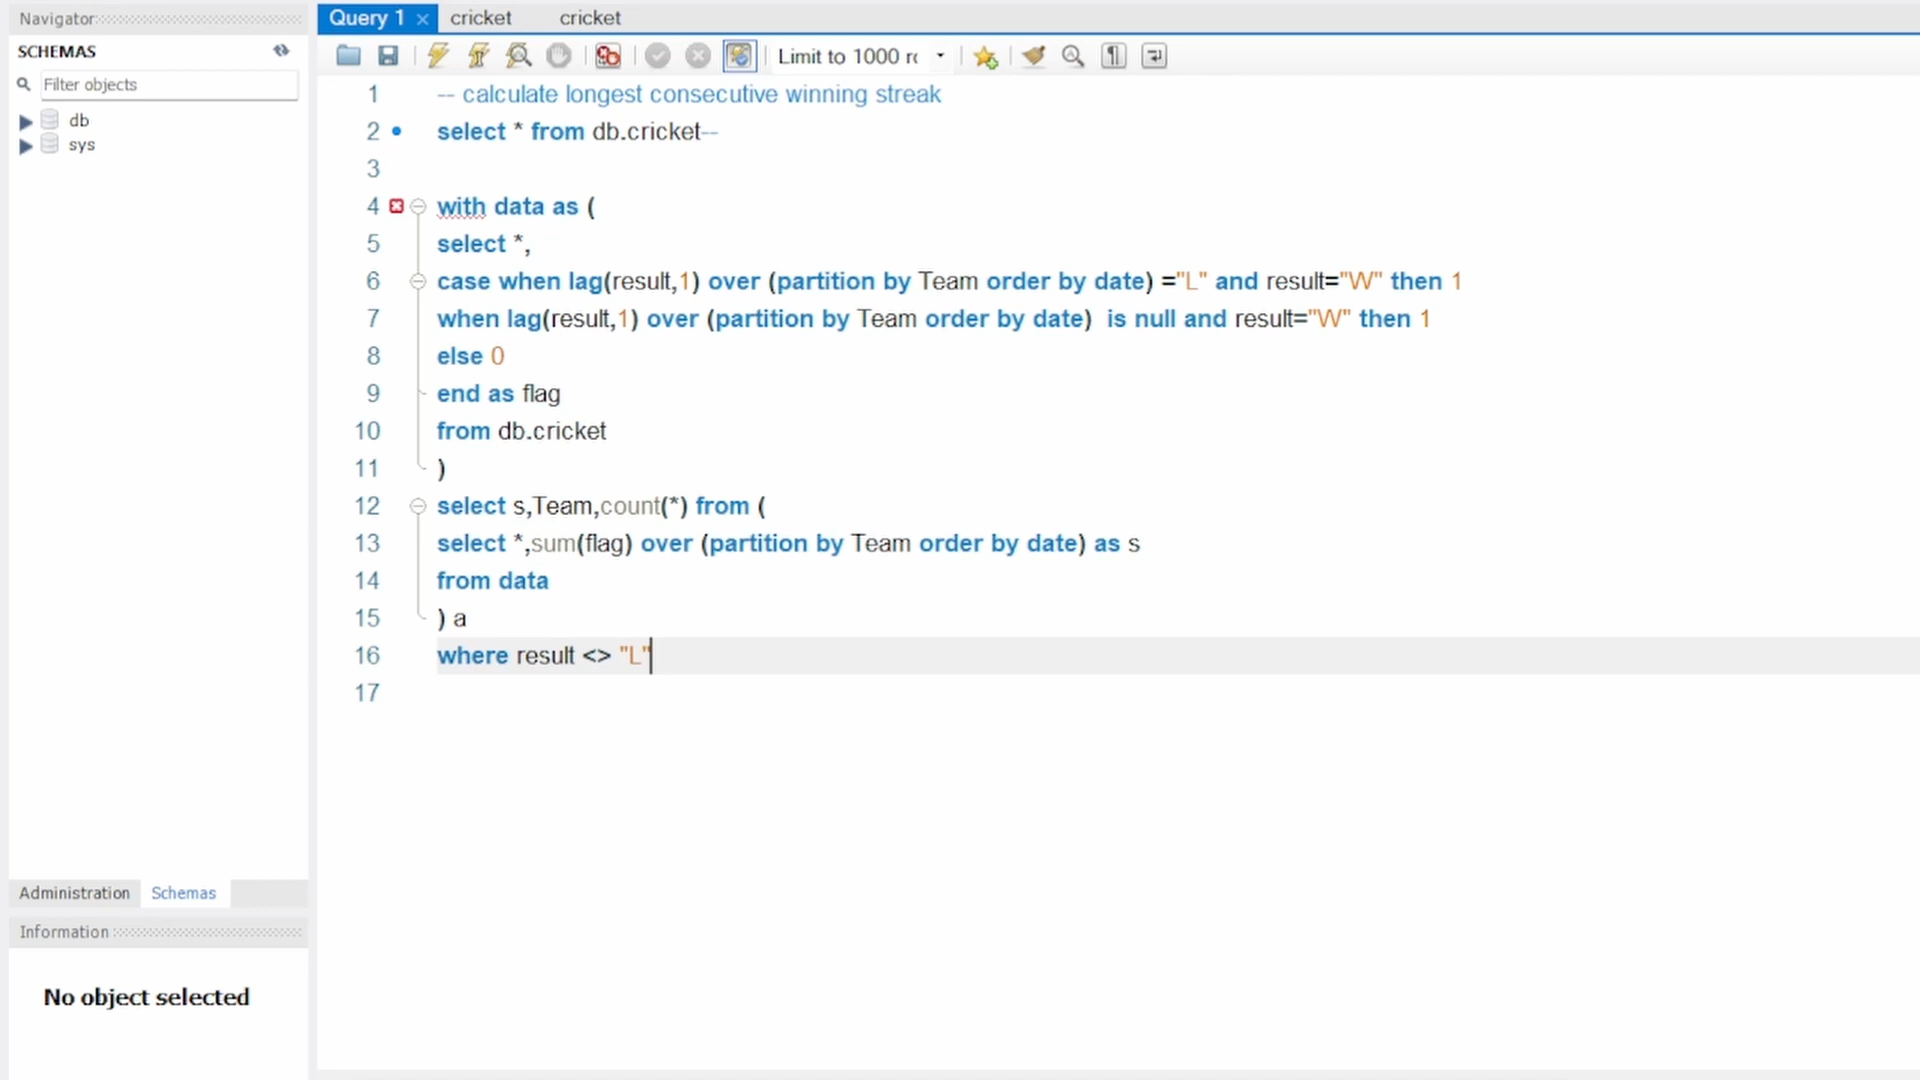 Navigator
SCHEMAS
Filter objects
db
sys
Administration Schemas
Information
No object selected
Query 1 cricket cricket
Limit to 1000 rc
1 -- calculate longest consecutive winning streak
2 select * from db.cricket--
3
4 with data as (
5 select *,
6 case when lag(result,1) over (partition by Team order by date) ="L" and result="W" then 1
7 when lag(result,1) over (partition by Team order by date)  is null and result="W" then 1
8 else 0
9 end as flag
10 from db.cricket
11 )
12 select s,Team,count(*) from (
13 select *,sum(flag) over (partition by Team order by date) as s
14 from data
15 ) a
16 where result <> "L"
17